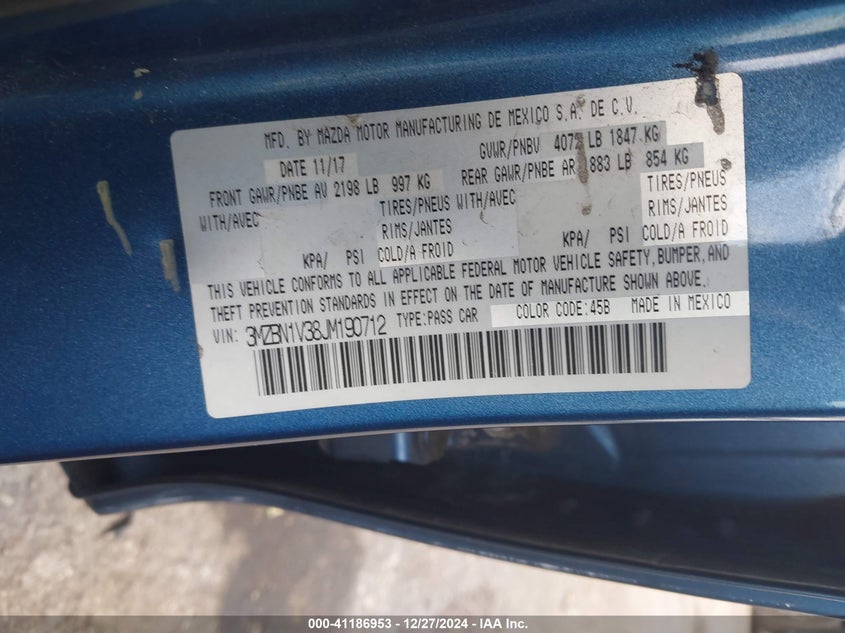 MFD. BY MAZDA MOTOR MANUFACTURING DE MEXICO S.A. DE C.V.
DATE 11/17 GVWR/PNBV 4072 LB 1847 KG
FRONT GAWR/PNBE AV 2198 LB 997 KG REAR GAWR/PNBE AR 1883 LB 854 KG
WITH/AVEC TIRES/PNEUS WITH/AVEC TIRES/PNEUS
RIMS/JANTES RIMS/JANTES
KPA/ PSI COLD/A FROID KPA/ PSI COLD/A FROID
THIS VEHICLE CONFORMS TO ALL APPLICABLE FEDERAL MOTOR VEHICLE SAFETY, BUMPER, AND
THEFT PREVENTION STANDARDS IN EFFECT ON THE DATE OF MANUFACTURE SHOWN ABOVE.
VIN: 3MZBN1V38JM190712 TYPE:PASS CAR COLOR CODE:45B MADE IN MEXICO
000-41186953 - 12/27/2024 - IAA Inc.